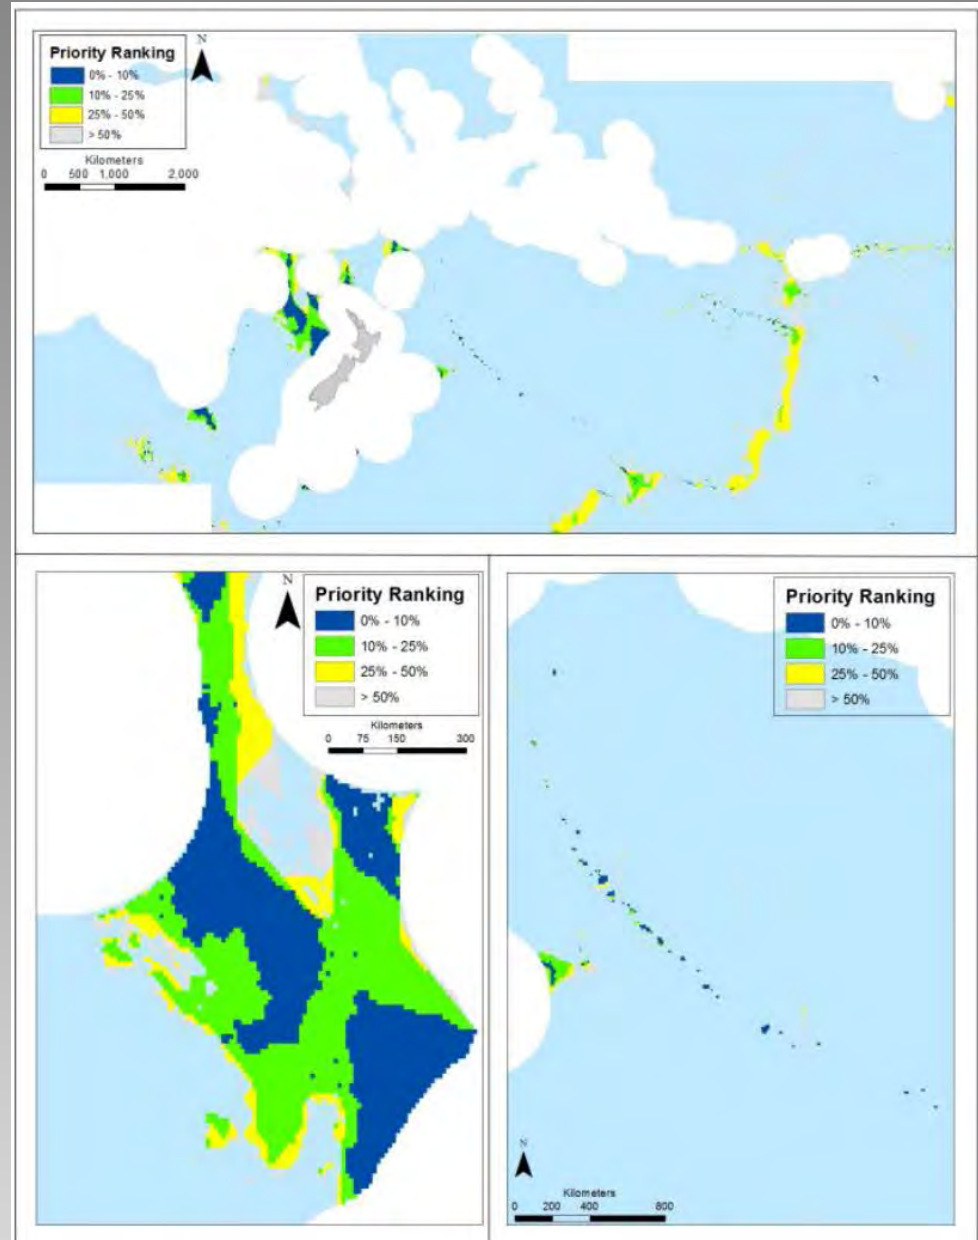 N
Priority Ranking
0% - 10%
10% - 25%
25% - 50%
> 50%
Kilometers
0 500 1,000 2,000
N
Priority Ranking
0% - 10%
10% - 25%
25% - 50%
> 50%
Kilometers
0 75 150 300
Priority Ranking
0% - 10%
10% - 25%
25% - 50%
> 50%
N
Kilometers
0 200 400 800